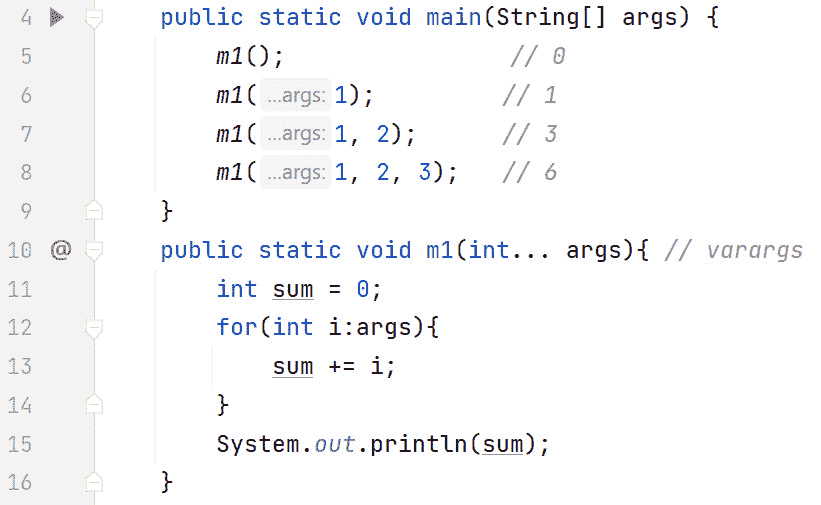 4 public static void main(String[] args) {
5 m1(); // 0
6 m1( ...args: 1); // 1
7 m1( ...args: 1, 2); // 3
8 m1( ...args: 1, 2, 3); // 6
9 }
10 @ public static void m1(int... args){ // varargs
11 int sum = 0;
12 for(int i:args){
13 sum += i;
14 }
15 System.out.println(sum);
16 }